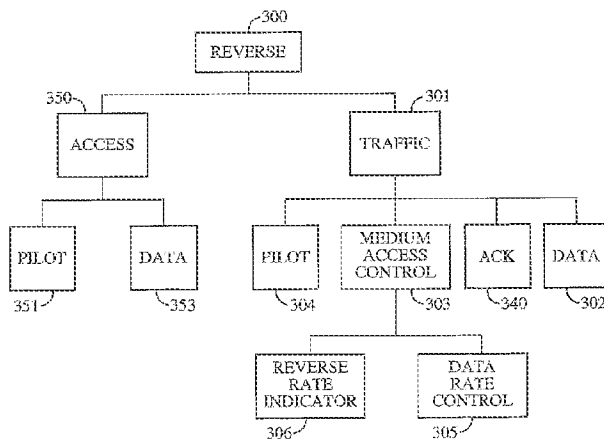 300
REVERSE
350
301
ACCESS
TRAFFIC
PILOT
DATA
PILOT
MEDIUM
ACCESS
CONTROL
ACK
DATA
351
353
304
303
340
302
REVERSE
RATE
INDICATOR
DATA
RATE
CONTROL
306
305